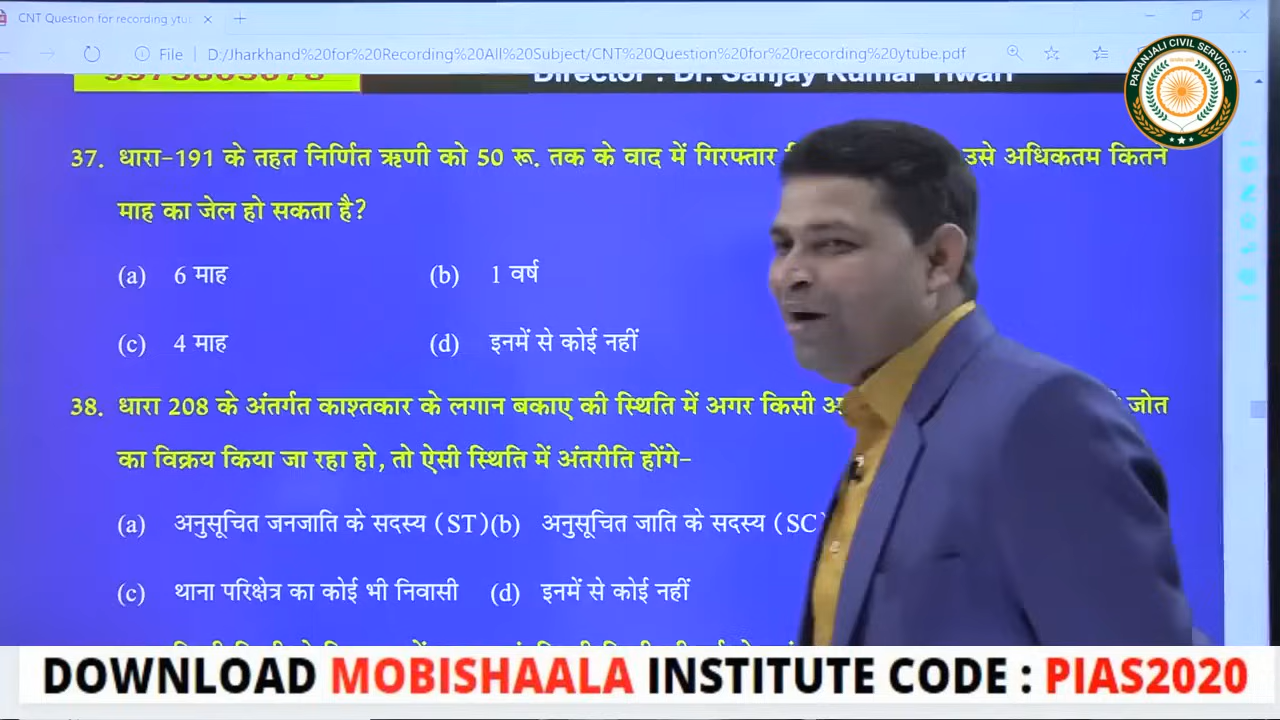 CNT Question for recording ytu
File
D:/Jharkhand%20for%20Recording%20All%20Subject/CNT%20Question%20for%20recording%20ytube.pdf
Director : Dr. Sanjay Kumar Tiwari
PATANJALI CIVIL SERVICES
37. धारा-191 के तहत निर्णित ऋणी को 50 रू. तक के वाद में गिरफ्तार उसे अधिकतम कितने
माह का जेल हो सकता है?
(a) 6 माह (b) 1 वर्ष
(c) 4 माह (d) इनमें से कोई नहीं
38. धारा 208 के अंतर्गत काश्तकार के लगान बकाए की स्थिति में अगर किसी जोत
का विक्रय किया जा रहा हो, तो ऐसी स्थिति में अंतरीति होंगे-
(a) अनुसूचित जनजाति के सदस्य (ST) (b) अनुसूचित जाति के सदस्य (SC
(c) थाना परिक्षेत्र का कोई भी निवासी (d) इनमें से कोई नहीं
DOWNLOAD MOBISHAALA INSTITUTE CODE : PIAS2020